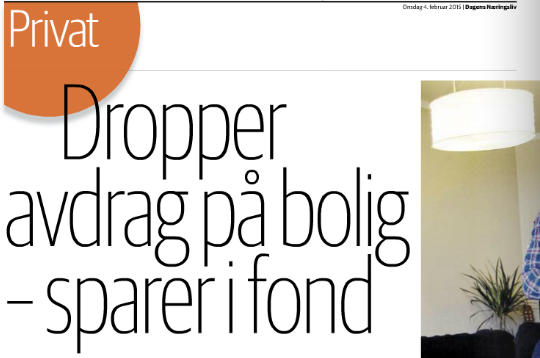 Privat
Onsdag 4. februar 2015 | Dagens Næringsliv
Dropper
avdrag på bolig
– sparer i fond